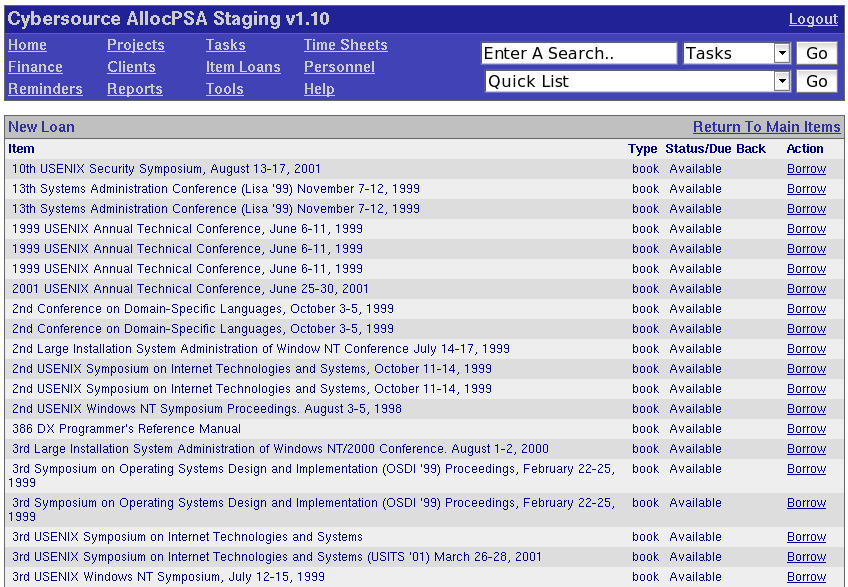 Cybersource AllocPSA Staging v1.10 Logout
Home Projects Tasks Time Sheets Enter A Search.. Tasks Go
Finance Clients Item Loans Personnel Quick List Go
Reminders Reports Tools Help
New Loan Return To Main Items
Item Type Status/Due Back Action
10th USENIX Security Symposium, August 13-17, 2001 book Available Borrow
13th Systems Administration Conference (Lisa '99) November 7-12, 1999 book Available Borrow
13th Systems Administration Conference (Lisa '99) November 7-12, 1999 book Available Borrow
1999 USENIX Annual Technical Conference, June 6-11, 1999 book Available Borrow
1999 USENIX Annual Technical Conference, June 6-11, 1999 book Available Borrow
1999 USENIX Annual Technical Conference, June 6-11, 1999 book Available Borrow
2001 USENIX Annual Technical Conference, June 25-30, 2001 book Available Borrow
2nd Conference on Domain-Specific Languages, October 3-5, 1999 book Available Borrow
2nd Conference on Domain-Specific Languages, October 3-5, 1999 book Available Borrow
2nd Large Installation System Administration of Window NT Conference July 14-17, 1999 book Available Borrow
2nd USENIX Symposium on Internet Technologies and Systems, October 11-14, 1999 book Available Borrow
2nd USENIX Symposium on Internet Technologies and Systems, October 11-14, 1999 book Available Borrow
2nd USENIX Windows NT Symposium Proceedings. August 3-5, 1998 book Available Borrow
386 DX Programmer's Reference Manual book Available Borrow
3rd Large Installation System Administration of Windows NT/2000 Conference. August 1-2, 2000 book Available Borrow
3rd Symposium on Operating Systems Design and Implementation (OSDI '99) Proceedings, February 22-25, book Available Borrow
1999
3rd Symposium on Operating Systems Design and Implementation (OSDI '99) Proceedings, February 22-25, book Available Borrow
1999
3rd USENIX Symposium on Internet Technologies and Systems book Available Borrow
3rd USENIX Symposium on Internet Technologies and Systems (USITS '01) March 26-28, 2001 book Available Borrow
3rd USENIX Windows NT Symposium, July 12-15, 1999 book Available Borrow